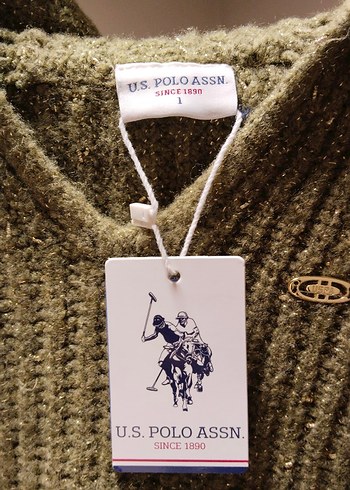 U.S. POLO ASSN.
SINCE 1890
1
U.S. POLO ASSN.
SINCE 1890